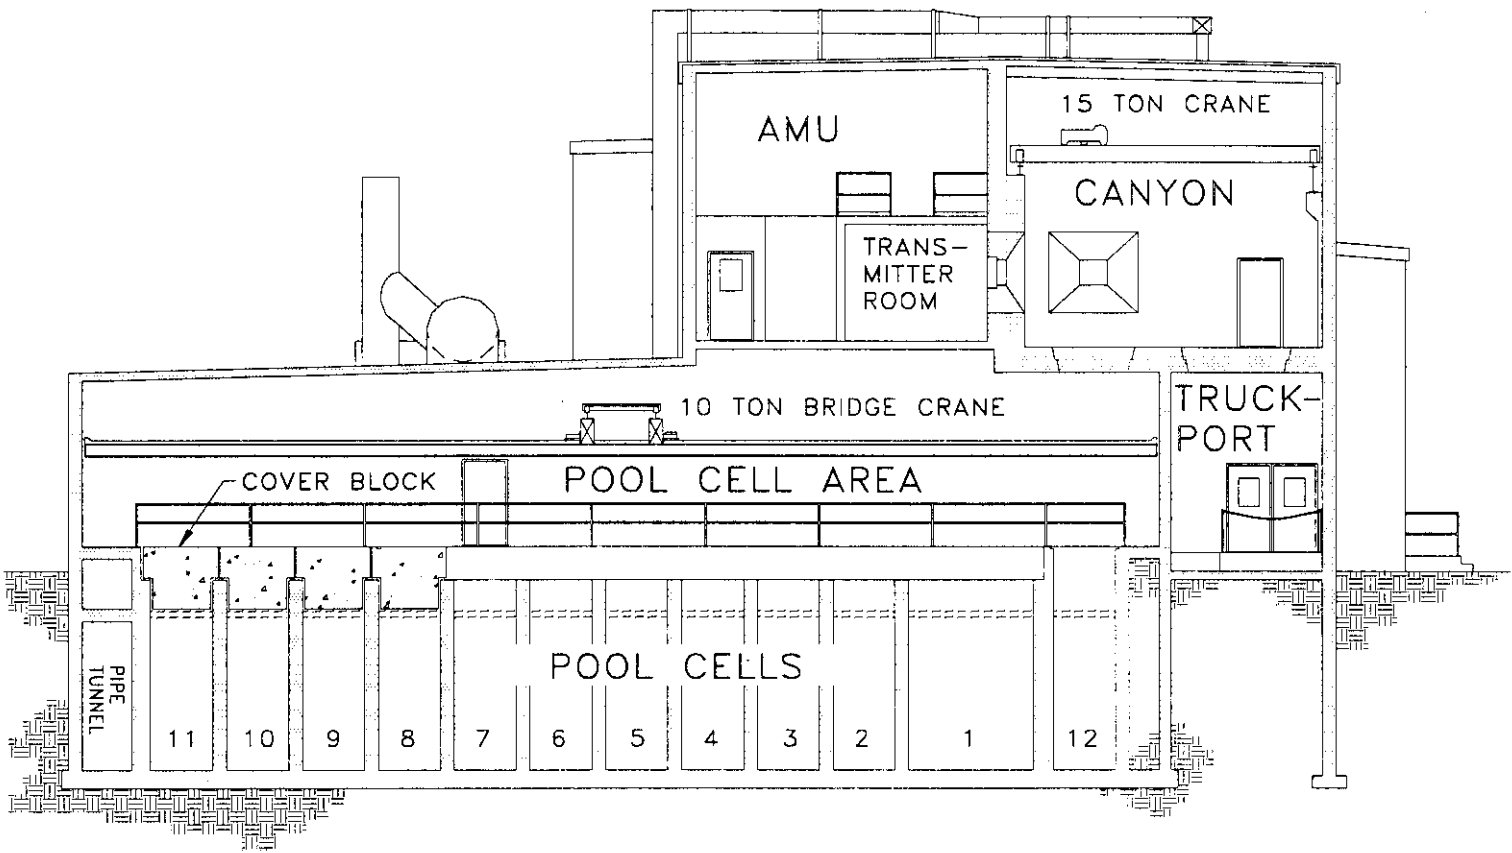 15 TON CRANE
AMU
CANYON
TRANS-
MITTER
ROOM
TRUCK-
PORT
10 TON BRIDGE CRANE
COVER BLOCK
POOL CELL AREA
POOL CELLS
PIPE
TUNNEL
11 10 9 8 7 6 5 4 3 2 1 12